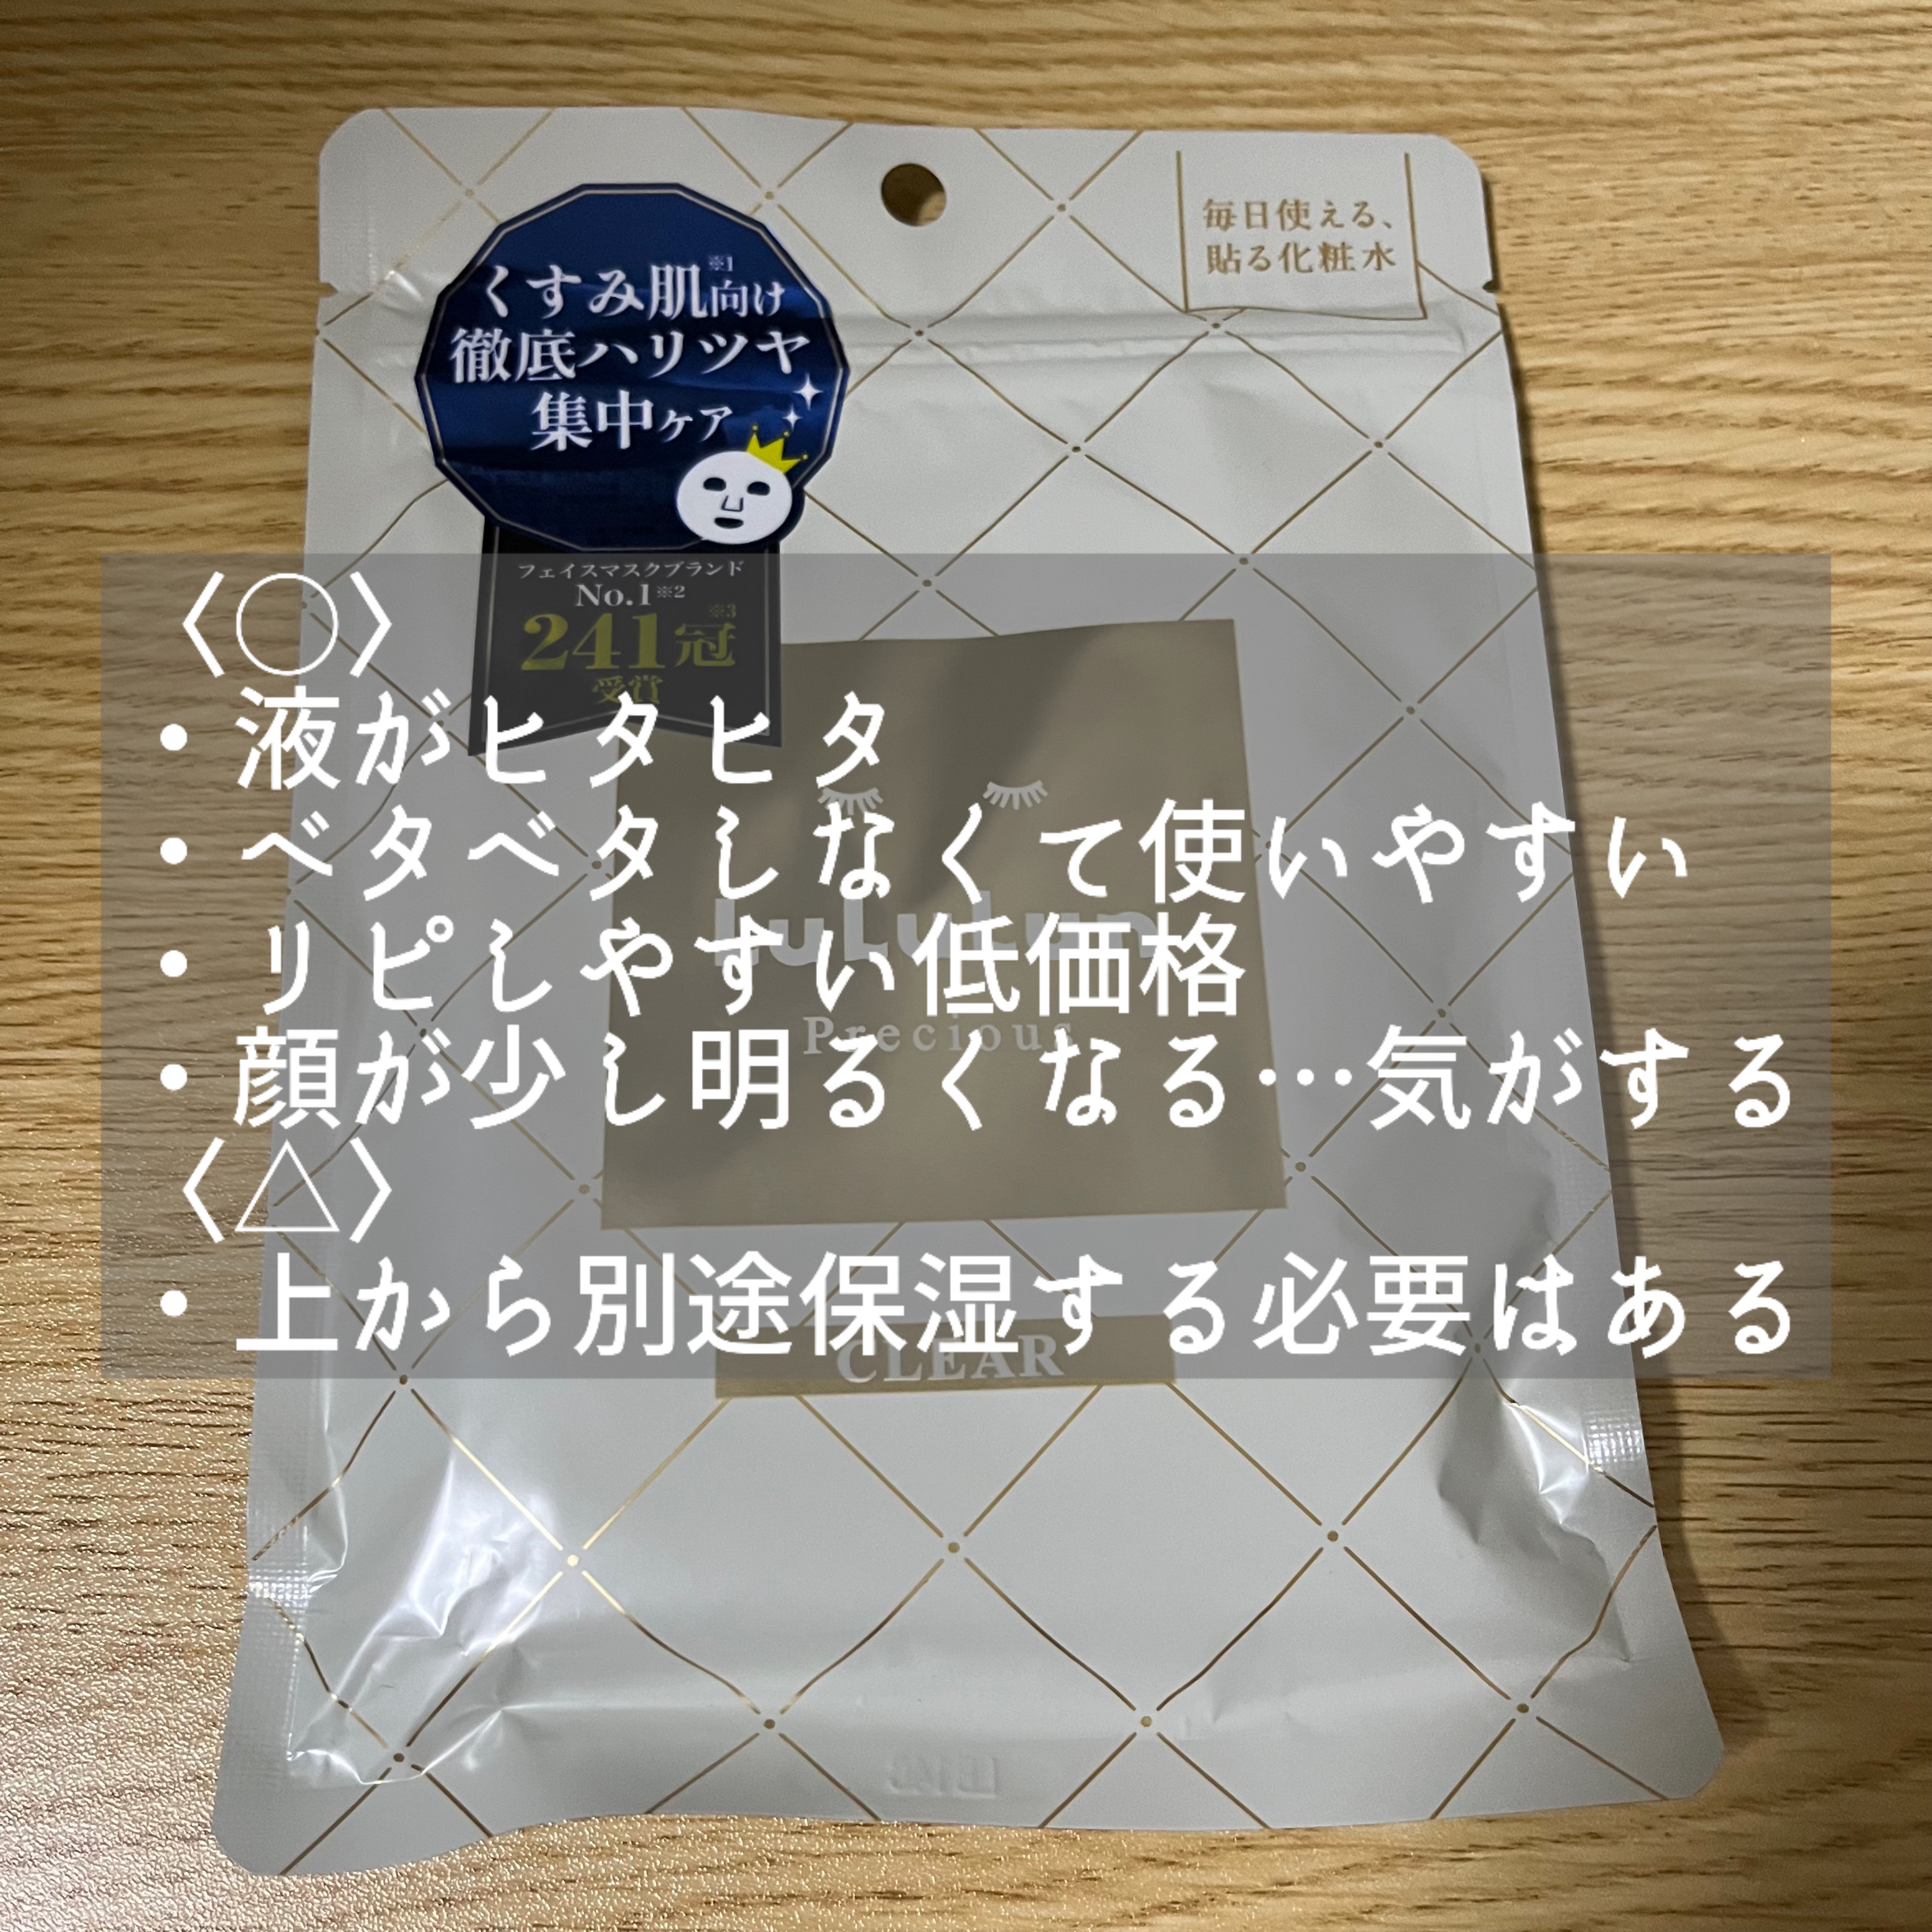 毎日使える、
貼る化粧水
くすみ肌※1向け
徹底ハリツヤ
集中ケア
フェイスマスクブランド
No.1※2
241冠※3
受賞
〈○〉
・液がヒタヒタ
・ベタベタしなくて使いやすい
・リピしやすい低価格
・顔が少し明るくなる…気がする
〈△〉
・上から別途保湿する必要はある
LuLuLun
Precious
CLEAR